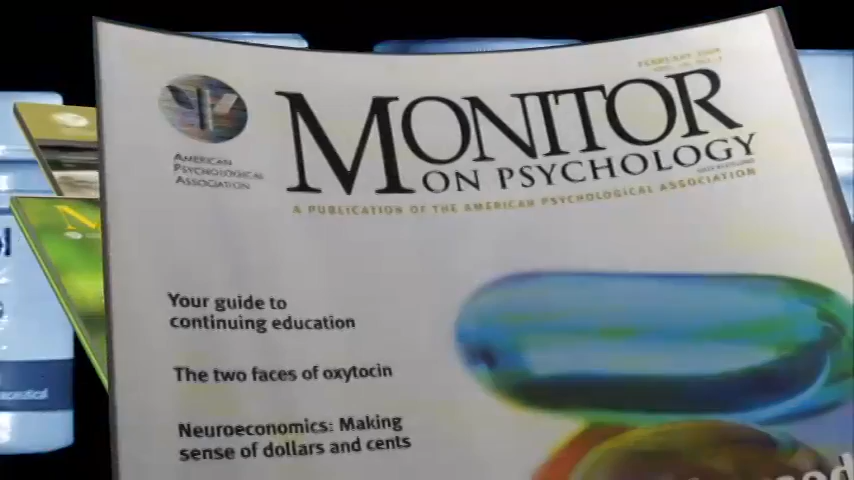 FEBRUARY
MONITOR
ON PSYCHOLOGY
AMERICAN
PSYCHOLOGICAL
ASSOCIATION
A PUBLICATION OF THE AMERICAN PSYCHOLOGICAL ASSOCIATION
Your guide to
continuing education
The two faces of oxytocin
Neuroeconomics: Making
sense of dollars and cents